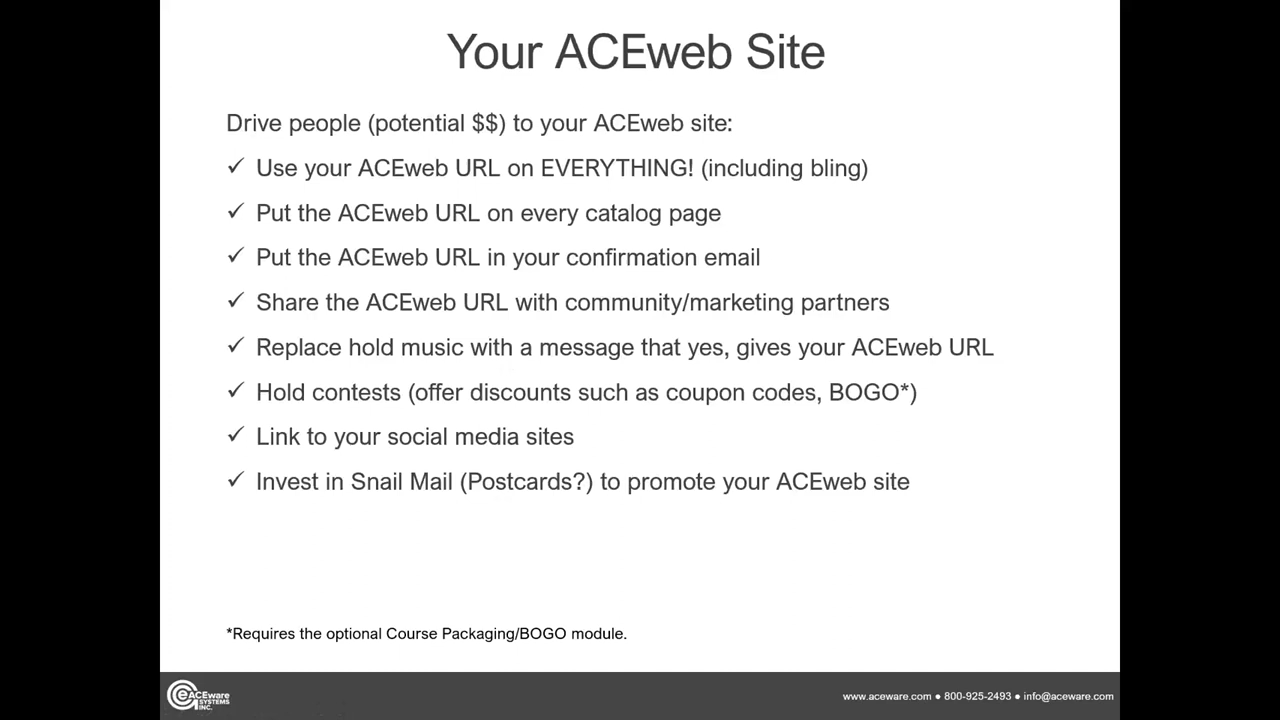 Your ACEweb Site
Drive people (potential $$) to your ACEweb site:
✓ Use your ACEweb URL on EVERYTHING! (including bling)
✓ Put the ACEweb URL on every catalog page
✓ Put the ACEweb URL in your confirmation email
✓ Share the ACEweb URL with community/marketing partners
✓ Replace hold music with a message that yes, gives your ACEweb URL
✓ Hold contests (offer discounts such as coupon codes, BOGO*)
✓ Link to your social media sites
✓ Invest in Snail Mail (Postcards?) to promote your ACEweb site
*Requires the optional Course Packaging/BOGO module.
ACEware
SYSTEMS
INC.
www.aceware.com ● 800-925-2493 ● info@aceware.com